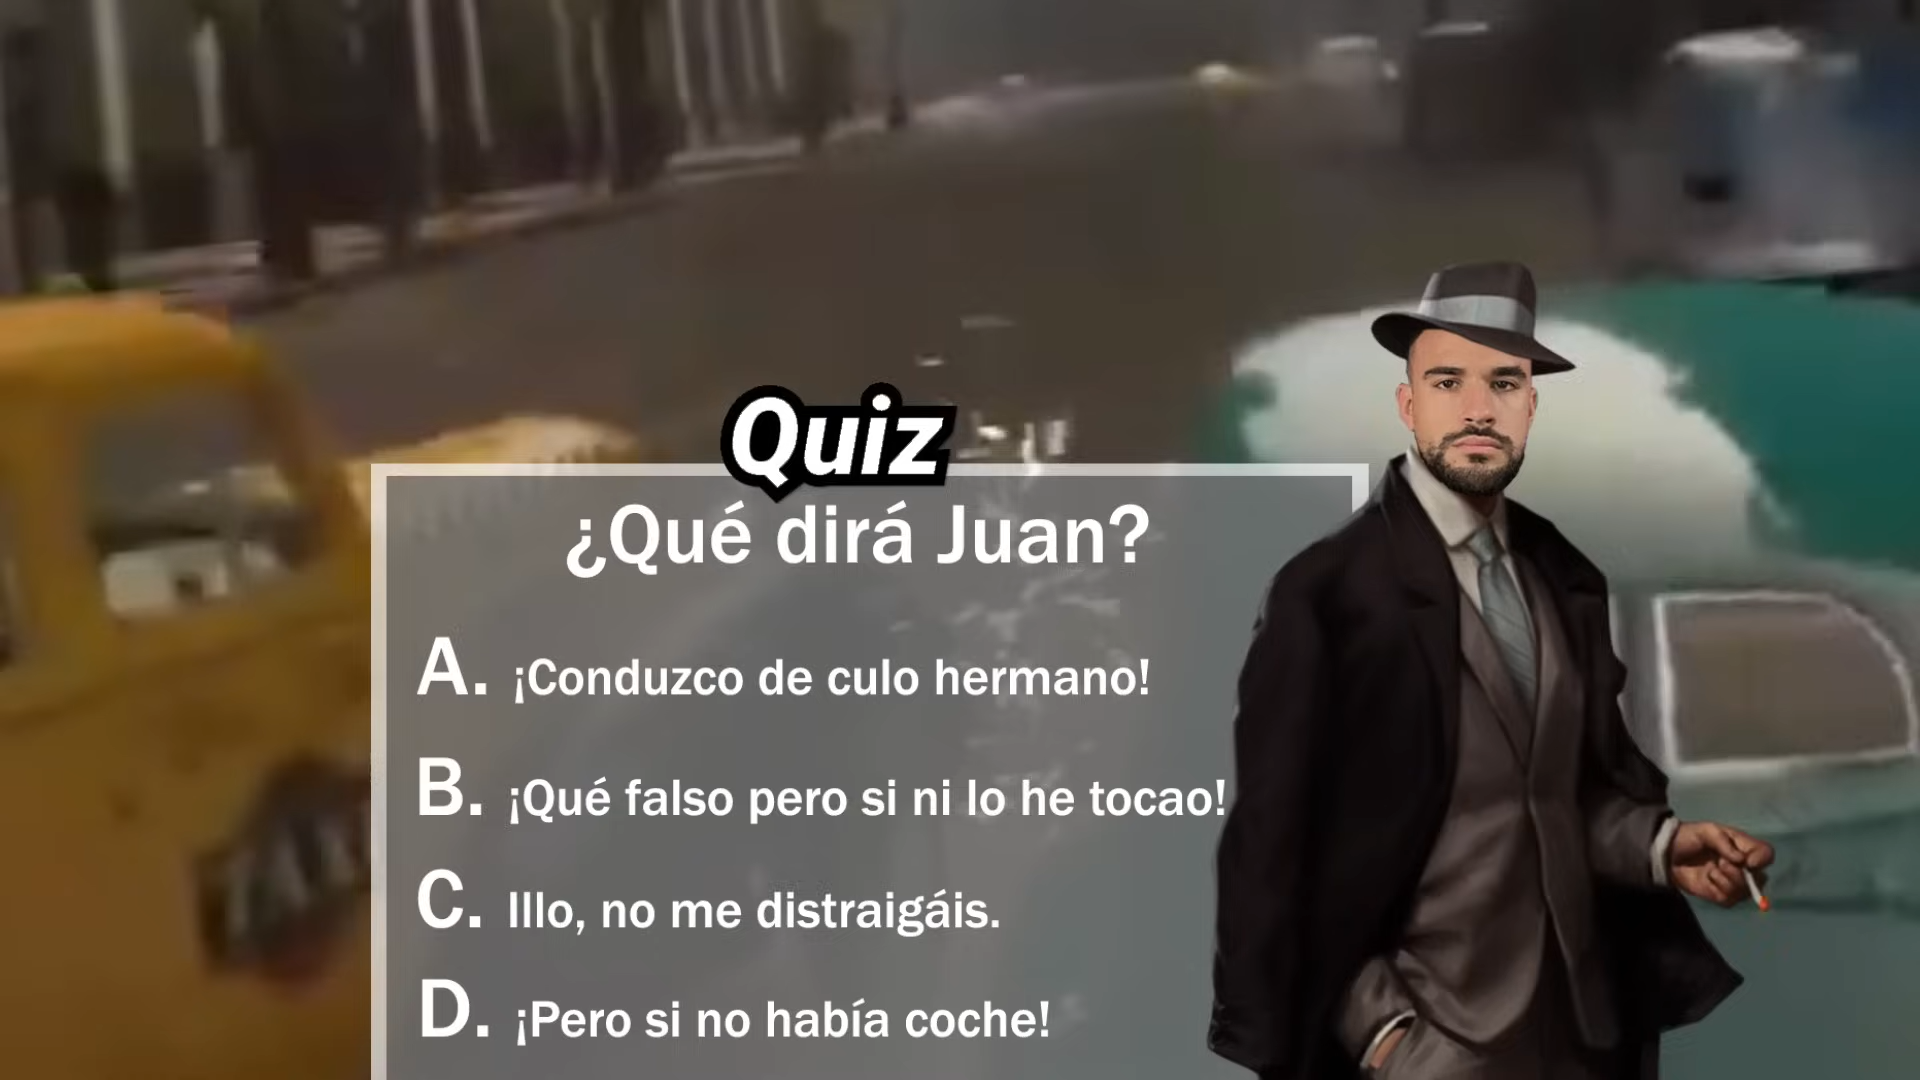 Quiz
¿Qué dirá Juan?
A. ¡Conduzco de culo hermano!
B. ¡Qué falso pero si ni lo he tocao!
C. Illo, no me distraigáis.
D. ¡Pero si no había coche!